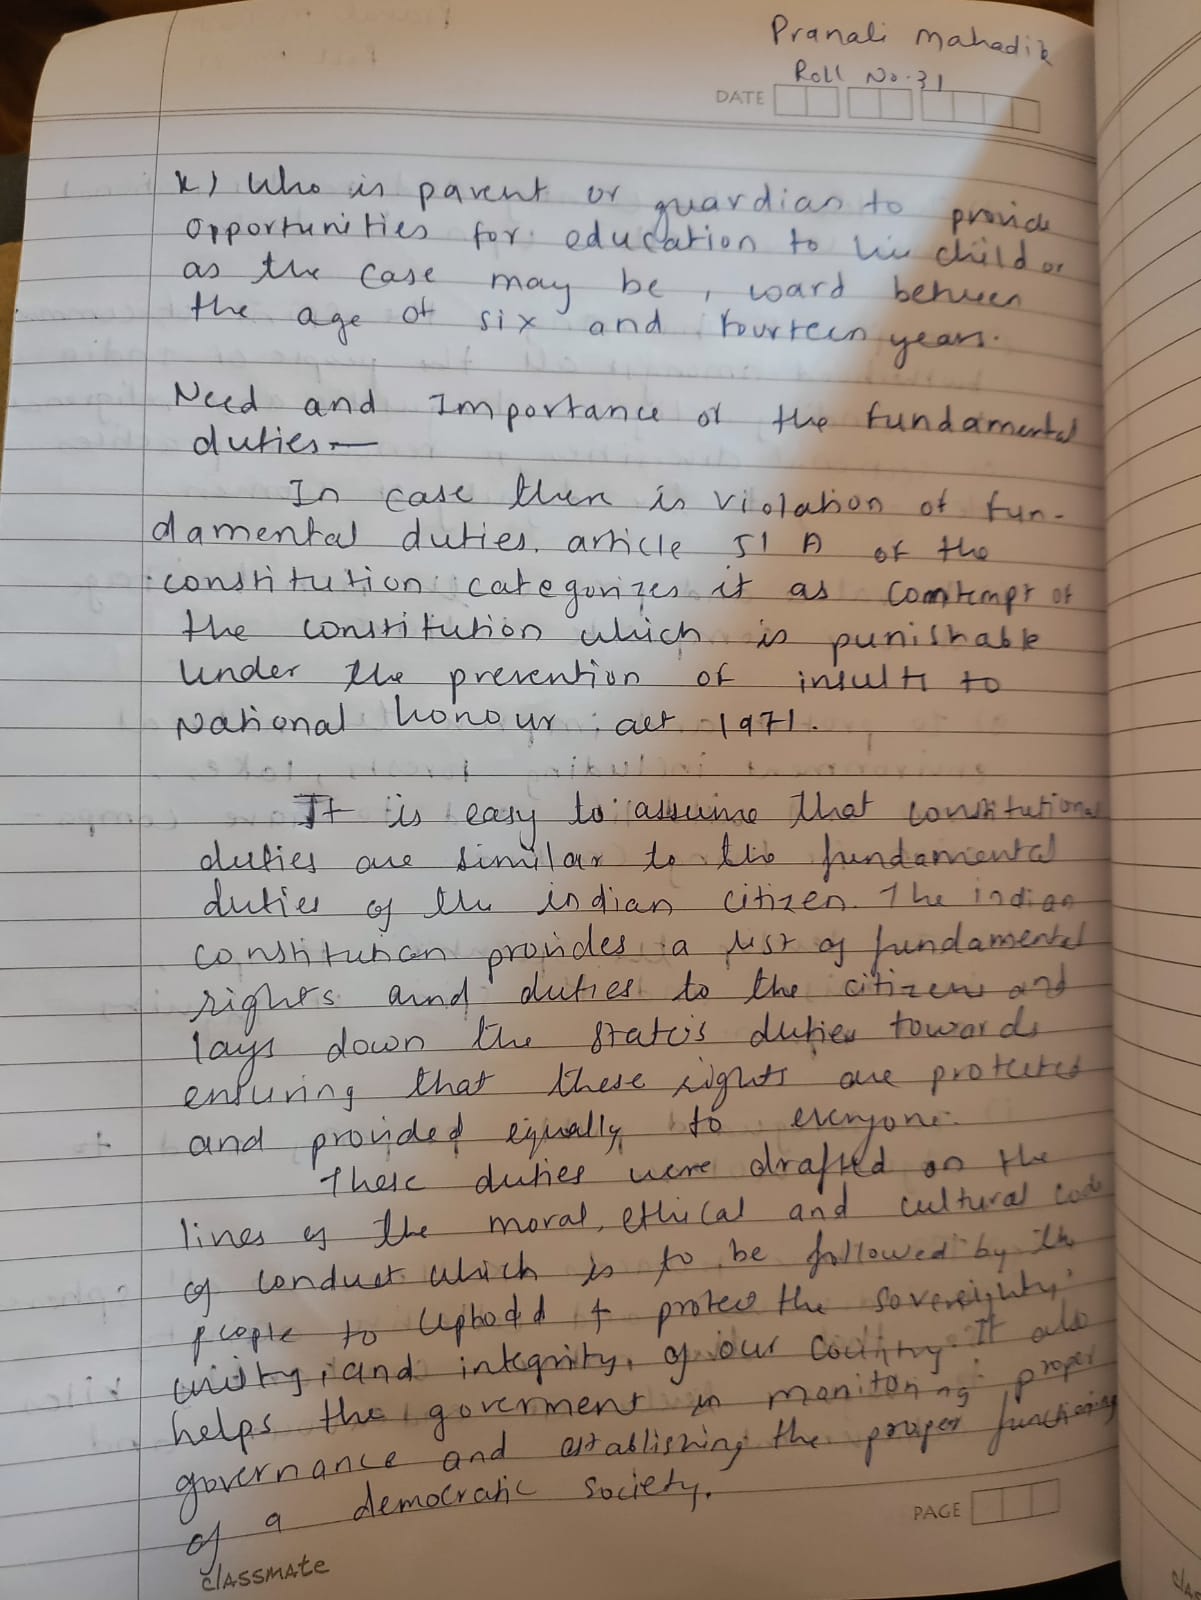 Pranali Mahadik
Roll No. 31
DATE
k) Who is parent or guardian to provide
opportunities for education to his child or
as the case may be, ward between
the age of six and fourteen years.
Need and Importance of the fundamental
duties—
In case there is violation of fun-
damental duties. article 51 A of the
constitution categorizes it as Comtempt of
the constitution which is punishable
under the prevention of insults to
National honour act 1971.
It is easy to assume that constitutional
duties are similar to the fundamental
duties of the indian citizen. The indian
constitution provides a list of fundamental
rights and duties to the citizens and
lays down the state's duties towards
ensuring that these rights are protected
and provided equally to everyone.
These duties were drafted on the
lines of the moral, ethical and cultural code
of conduct which is to be followed by the
people to uphold + protect the sovereighty,
unity, and integrity, of our country. It also
helps the goverment in monitoring proper
governance and establishing the proper functioning
of a democratic society.
PAGE
classmate